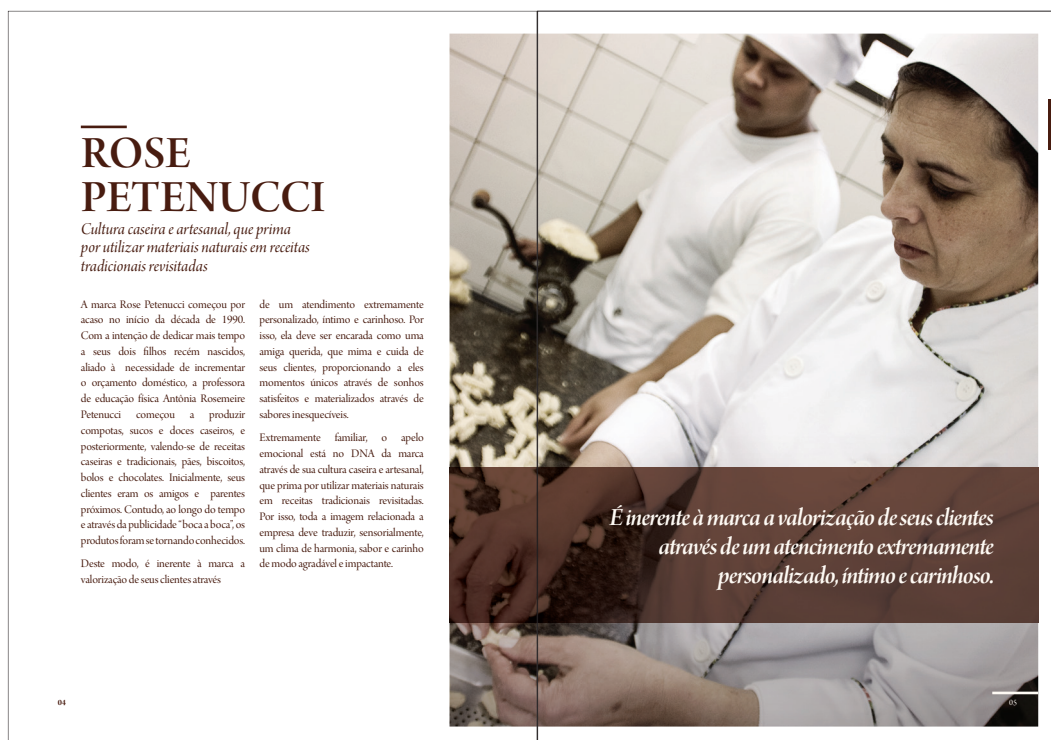 ROSE
PETENUCCI
Cultura caseira e artesanal, que prima
por utilizar materiais naturais em receitas
tradicionais revisitadas
A marca Rose Petenucci começou por
acaso no início da década de 1990.
Com a intenção de dedicar mais tempo
a seus dois filhos recém nascidos,
aliado à necessidade de incrementar
o orçamento doméstico, a professora
de educação física Antônia Rosemeire
Petenucci começou a produzir
compotas, sucos e doces caseiros, e
posteriormente, valendo-se de receitas
caseiras e tradicionais, pães, biscoitos,
bolos e chocolates. Inicialmente, seus
clientes eram os amigos e parentes
próximos. Contudo, ao longo do tempo
e através da publicidade "boca a boca", os
produtos foram se tornando conhecidos.
Deste modo, é inerente à marca a
valorização de seus clientes através
de um atendimento extremamente
personalizado, íntimo e carinhoso. Por
isso, ela deve ser encarada como uma
amiga querida, que mima e cuida de
seus clientes, proporcionando a eles
momentos únicos através de sonhos
satisfeitos e materializados através de
sabores inesquecíveis.
Extremamente familiar, o apelo
emocional está no DNA da marca
através de sua cultura caseira e artesanal,
que prima por utilizar materiais naturais
em receitas tradicionais revisitadas.
Por isso, toda a imagem relacionada a
empresa deve traduzir, sensorialmente,
um clima de harmonia, sabor e carinho
de modo agradável e impactante.
É inerente à marca a valorização de seus clientes
através de um atencimento extremamente
personalizado, íntimo e carinhoso.
04
05